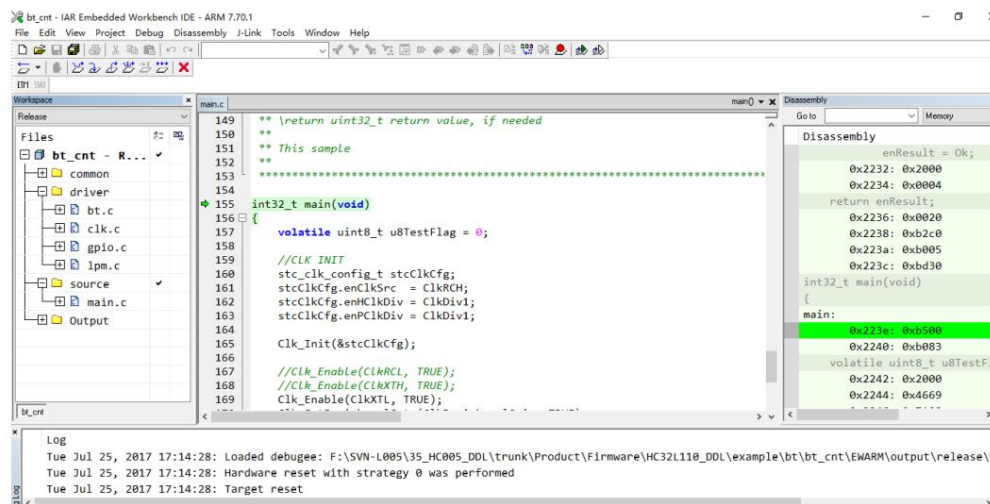 bt_cnt - IAR Embedded Workbench IDE - ARM 7.70.1
File Edit View Project Debug Disassembly J-Link Tools Window Help
ETM SWO
Workspace
Release
Files
bt_cnt - R...
common
driver
bt.c
clk.c
gpio.c
lpm.c
source
main.c
Output
bt_cnt
main.c
main()
149 ** \return uint32_t return value, if needed
150 **
151 ** This sample
152 **
153 ******************************************************************************
154
155 int32_t main(void)
156 {
157 volatile uint8_t u8TestFlag = 0;
158
159 //CLK INIT
160 stc_clk_config_t stcClkCfg;
161 stcClkCfg.enClkSrc = ClkRCH;
162 stcClkCfg.enHClkDiv = ClkDiv1;
163 stcClkCfg.enPClkDiv = ClkDiv1;
164
165 Clk_Init(&stcClkCfg);
166
167 //Clk_Enable(ClkRCL, TRUE);
168 //Clk_Enable(ClkXTH, TRUE);
169 Clk_Enable(ClkXTL, TRUE);
Disassembly
Go to Memory
Disassembly
enResult = Ok;
0x2232: 0x2000
0x2234: 0x0004
return enResult;
0x2236: 0x0020
0x2238: 0xb2c0
0x223a: 0xb005
0x223c: 0xbd30
int32_t main(void)
{
main:
0x223e: 0xb500
0x2240: 0xb083
volatile uint8_t u8TestF
0x2242: 0x2000
0x2244: 0x4669
Log
Tue Jul 25, 2017 17:14:28: Loaded debugee: F:\SVN-L005\35_HC005_DDL\trunk\Product\Firmware\HC32L110_DDL\example\bt\bt_cnt\EWARM\output\release\
Tue Jul 25, 2017 17:14:28: Hardware reset with strategy 0 was performed
Tue Jul 25, 2017 17:14:28: Target reset